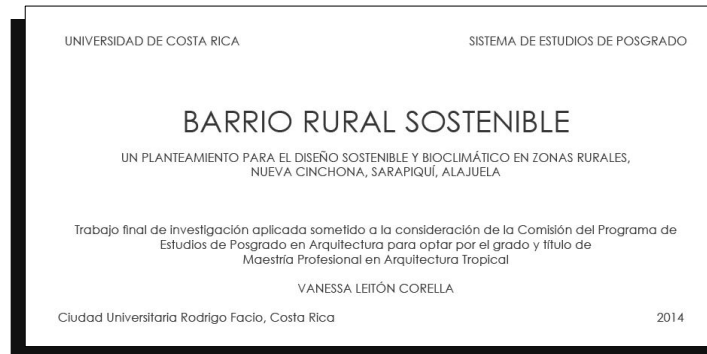 UNIVERSIDAD DE COSTA RICA
SISTEMA DE ESTUDIOS DE POSGRADO
BARRIO RURAL SOSTENIBLE
UN PLANTEAMIENTO PARA EL DISEÑO SOSTENIBLE Y BIOCLIMÁTICO EN ZONAS RURALES,
NUEVA CINCHONA, SARAPIQUÍ, ALAJUELA
Trabajo final de investigación aplicada sometido a la consideración de la Comisión del Programa de
Estudios de Posgrado en Arquitectura para optar por el grado y título de
Maestría Profesional en Arquitectura Tropical
VANESSA LEITÓN CORELLA
Ciudad Universitaria Rodrigo Facio, Costa Rica
2014